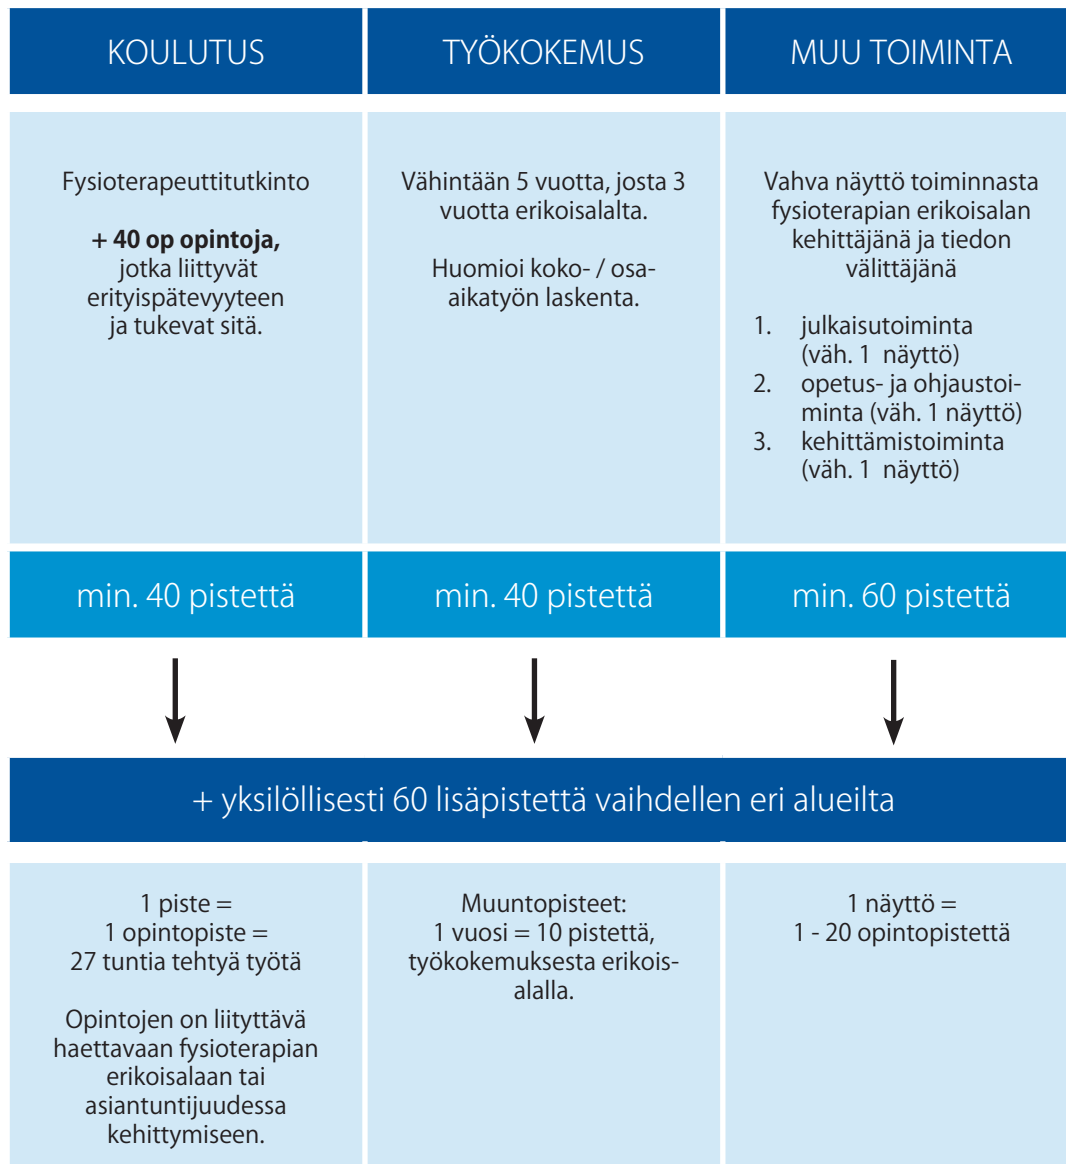 KOULUTUS
TYÖKOKEMUS
MUU TOIMINTA
Fysioterapeuttitutkinto
+ 40 op opintoja,
jotka liittyvät
erityispätevyyteen
ja tukevat sitä.
Vähintään 5 vuotta, josta 3
vuotta erikoisalalta.
Huomioi koko- / osa-
aikatyön laskenta.
Vahva näyttö toiminnasta
fysioterapian erikoisalan
kehittäjänä ja tiedon
välittäjänä
1. julkaisutoiminta
(väh. 1 näyttö)
2. opetus- ja ohjaustoi-
minta (väh. 1 näyttö)
3. kehittämistoiminta
(väh. 1 näyttö)
min. 40 pistettä
min. 40 pistettä
min. 60 pistettä
+ yksilöllisesti 60 lisäpistettä vaihdellen eri alueilta
1 piste =
1 opintopiste =
27 tuntia tehtyä työtä
Opintojen on liityttävä
haettavaan fysioterapian
erikoisalaan tai
asiantuntijuudessa
kehittymiseen.
Muuntopisteet:
1 vuosi = 10 pistettä,
työkokemuksesta erikois-
alalla.
1 näyttö =
1 - 20 opintopistettä